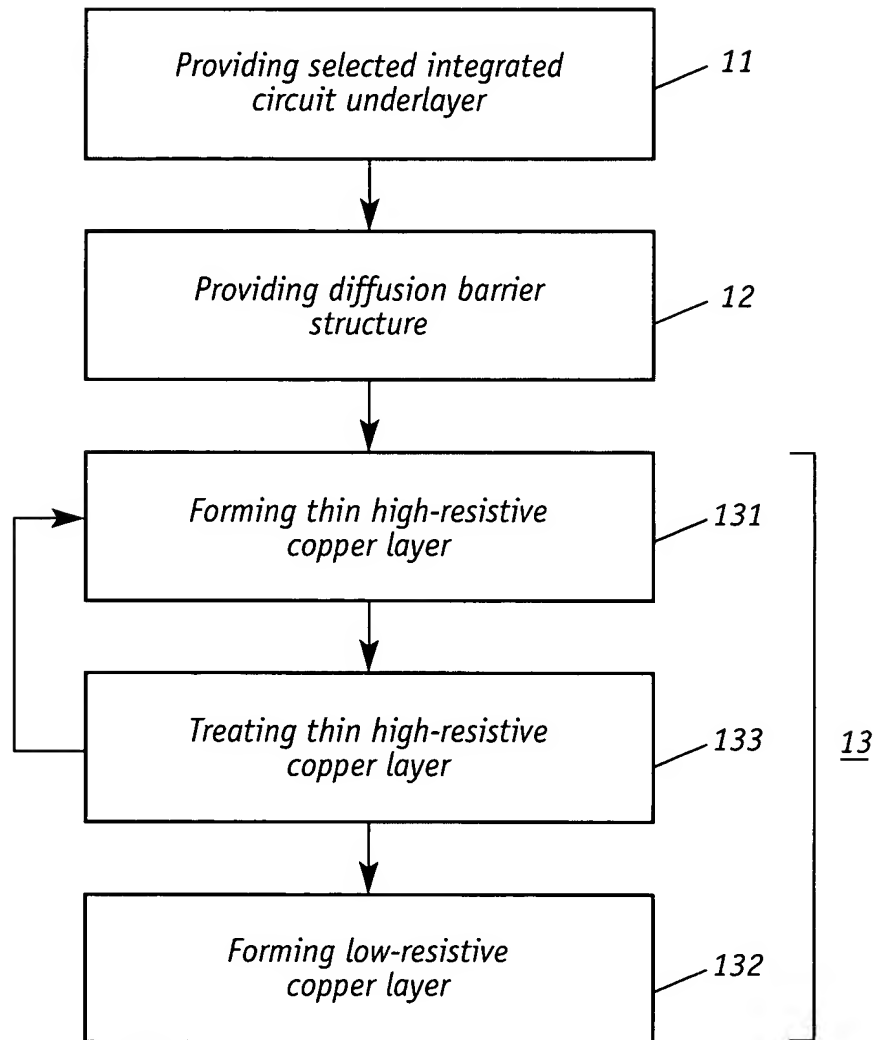 Providing selected integrated
circuit underlayer
11
Providing diffusion barrier
structure
12
Forming thin high-resistive
copper layer
131
Treating thin high-resistive
copper layer
133
13
Forming low-resistive
copper layer
132